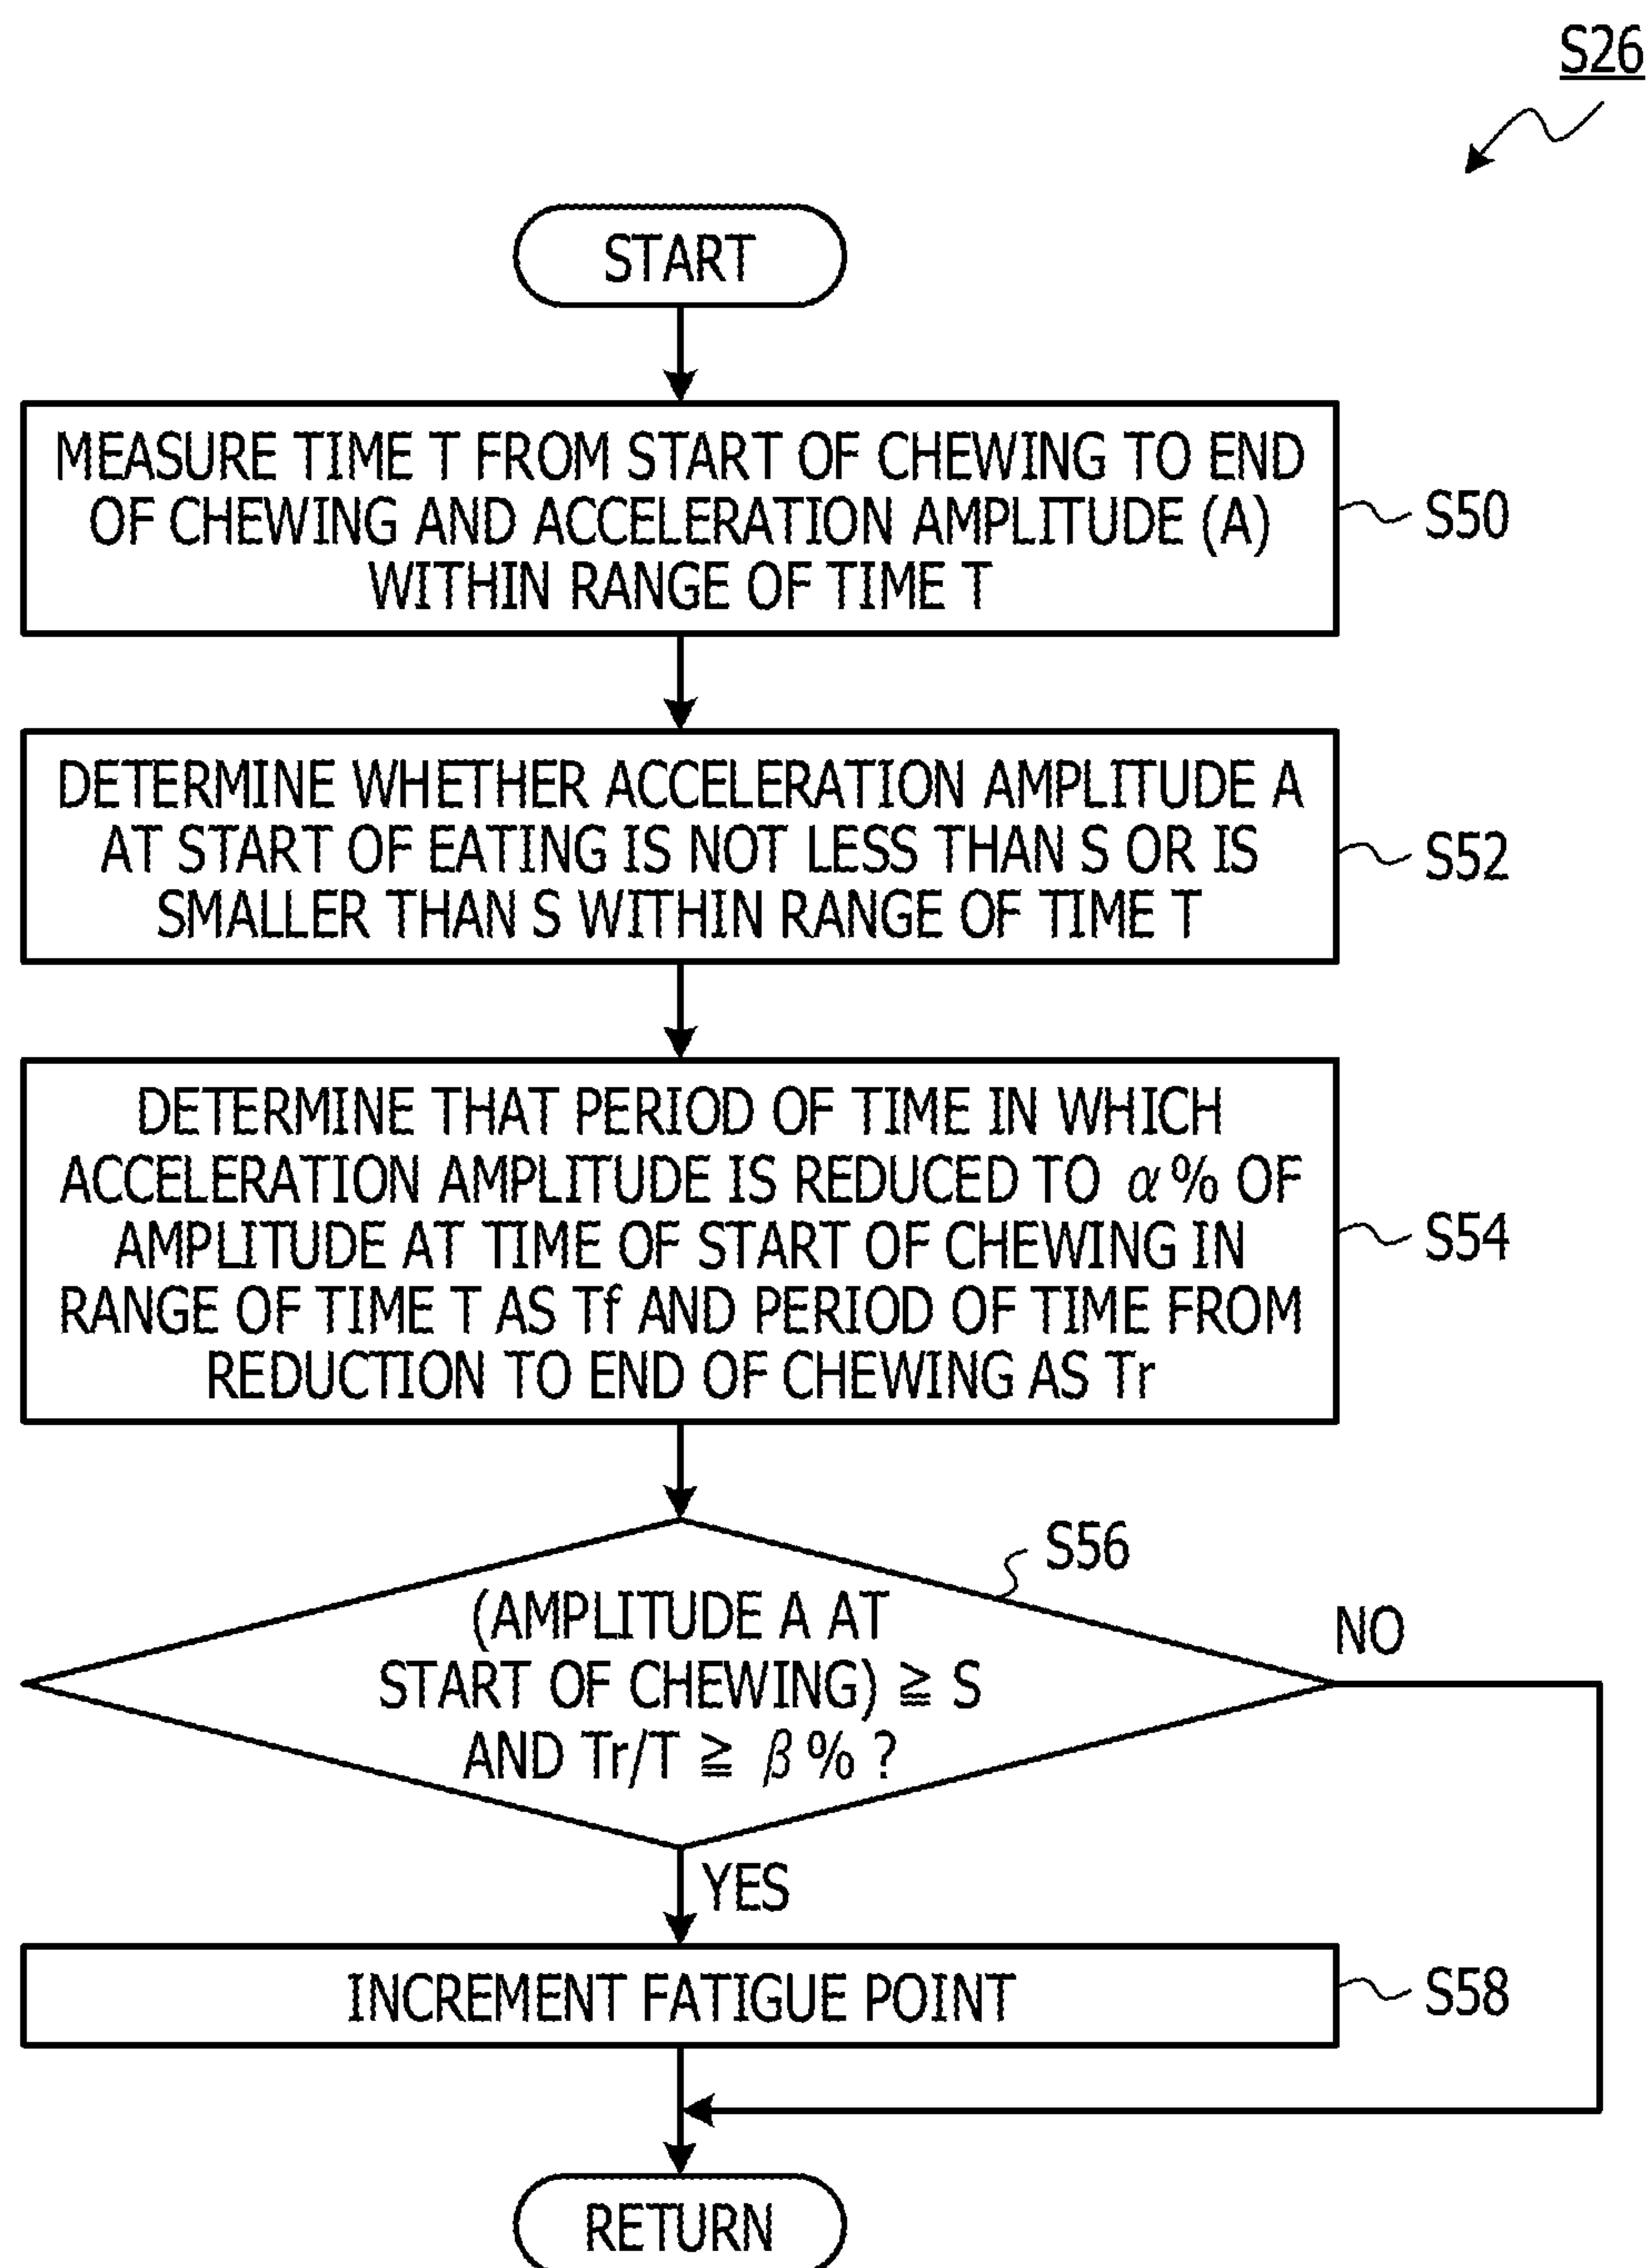 S26
START
MEASURE TIME T FROM START OF CHEWING TO END
OF CHEWING AND ACCELERATION AMPLITUDE (A)
WITHIN RANGE OF TIME T
S50
DETERMINE WHETHER ACCELERATION AMPLITUDE A
AT START OF EATING IS NOT LESS THAN S OR IS
SMALLER THAN S WITHIN RANGE OF TIME T
S52
DETERMINE THAT PERIOD OF TIME IN WHICH
ACCELERATION AMPLITUDE IS REDUCED TO α% OF
AMPLITUDE AT TIME OF START OF CHEWING IN
RANGE OF TIME T AS Tf AND PERIOD OF TIME FROM
REDUCTION TO END OF CHEWING AS Tr
S54
S56
(AMPLITUDE A AT
START OF CHEWING) ≧ S
AND Tr/T ≧ β% ?
NO
YES
INCREMENT FATIGUE POINT
S58
RETURN